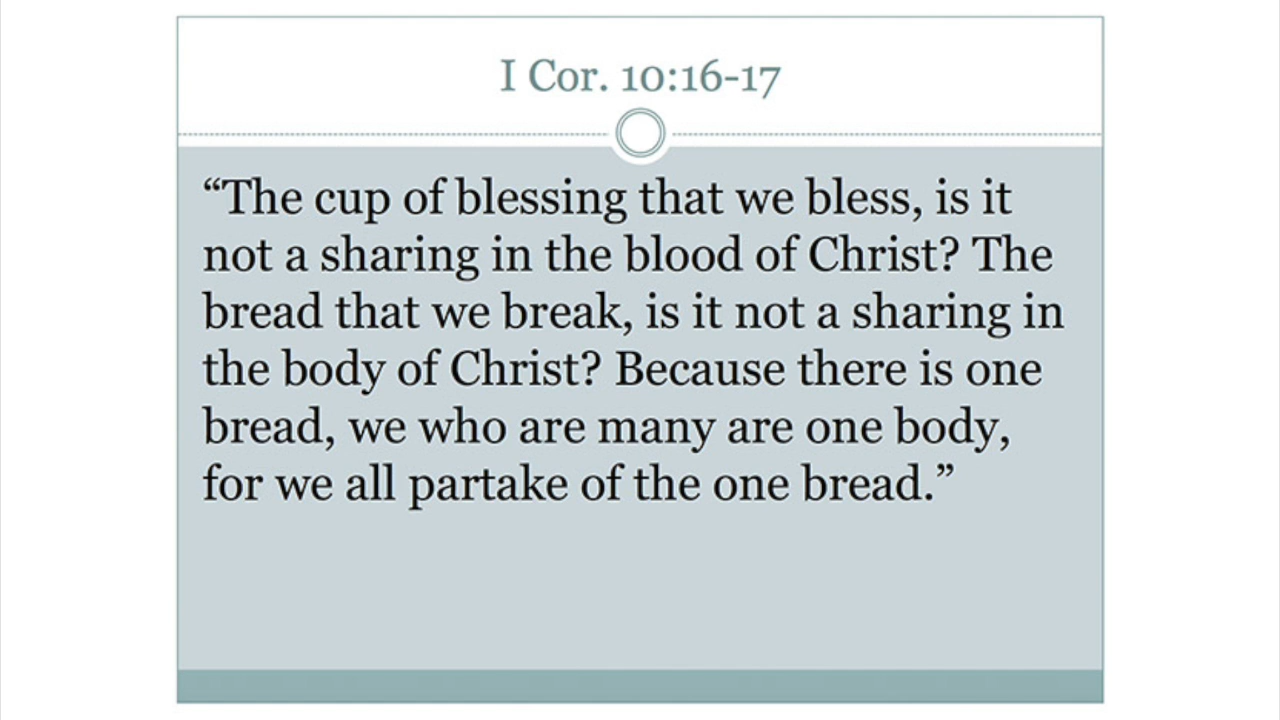 I Cor. 10:16-17
“The cup of blessing that we bless, is it
not a sharing in the blood of Christ? The
bread that we break, is it not a sharing in
the body of Christ? Because there is one
bread, we who are many are one body,
for we all partake of the one bread.”